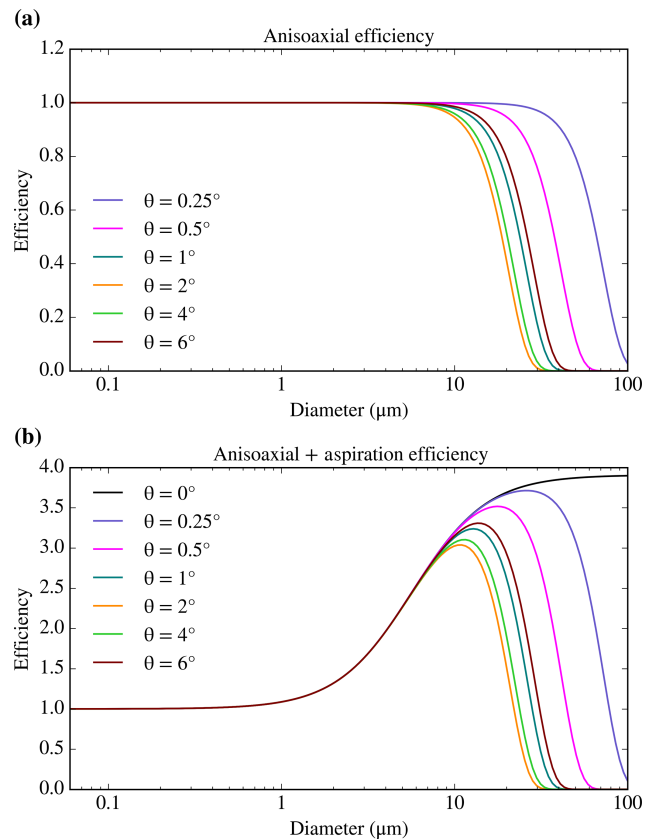 (a)
Anisoaxial efficiency
1.2
1.0
0.8
0.6
0.4
0.2
0.0
Efficiency
θ = 0.25°
θ = 0.5°
θ = 1°
θ = 2°
θ = 4°
θ = 6°
0.1 1 10 100
Diameter (μm)
(b)
Anisoaxial + aspiration efficiency
4.0
3.5
3.0
2.5
2.0
1.5
1.0
0.5
0.0
Efficiency
θ = 0°
θ = 0.25°
θ = 0.5°
θ = 1°
θ = 2°
θ = 4°
θ = 6°
0.1 1 10 100
Diameter (μm)